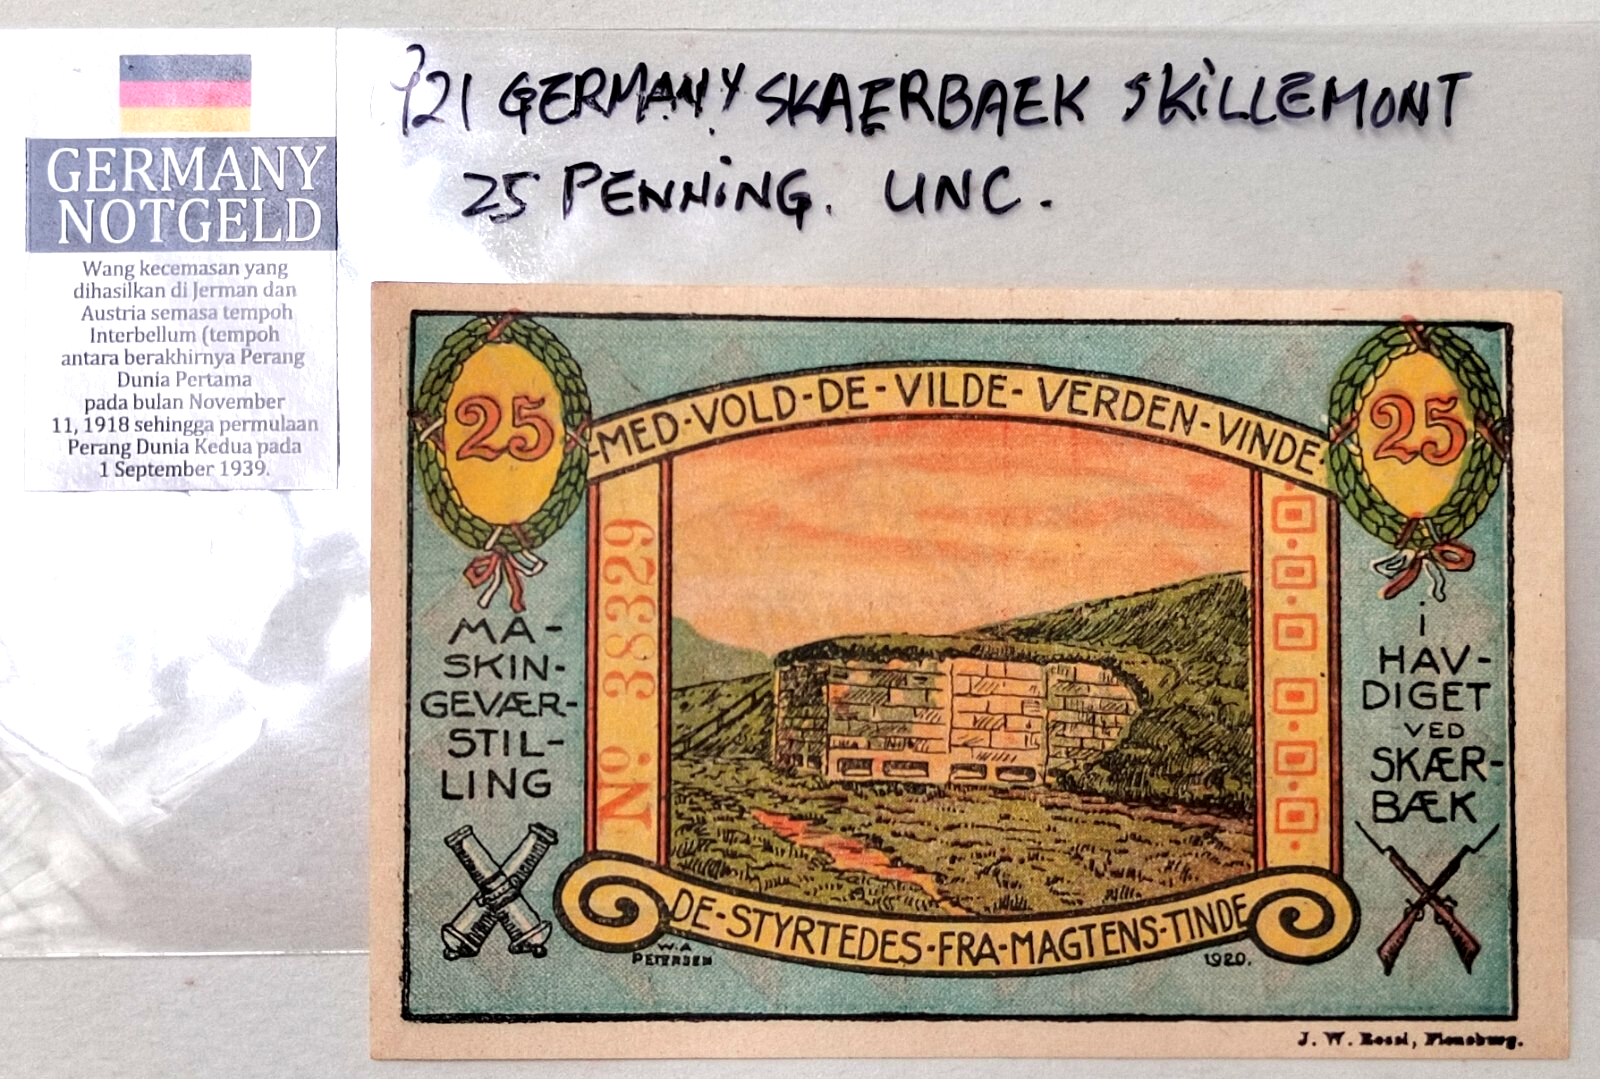 921 GERMANY SKAERBAEK SKILLEMONT
25 PENNING. UNC.
GERMANY
NOTGELD
Wang kecemasan yang
dihasilkan di Jerman dan
Austria semasa tempoh
Interbellum (tempoh
antara berakhirnya Perang
Dunia Pertama
pada bulan November
11, 1918 sehingga permulaan
Perang Dunia Kedua pada
1 September 1939.
25
25
-MED-VOLD-DE-VILDE-VERDEN-VINDE-
No 38329
MA-
SKIN-
GEVÆR-
STIL-
LING
i
HAV-
DIGET
VED
SKÆR-
BÆK
DE-STYRTEDES-FRA-MAGTENS-TINDE
W.A
PETERSEN
1920.
J. W. Rossi, Flensburg.